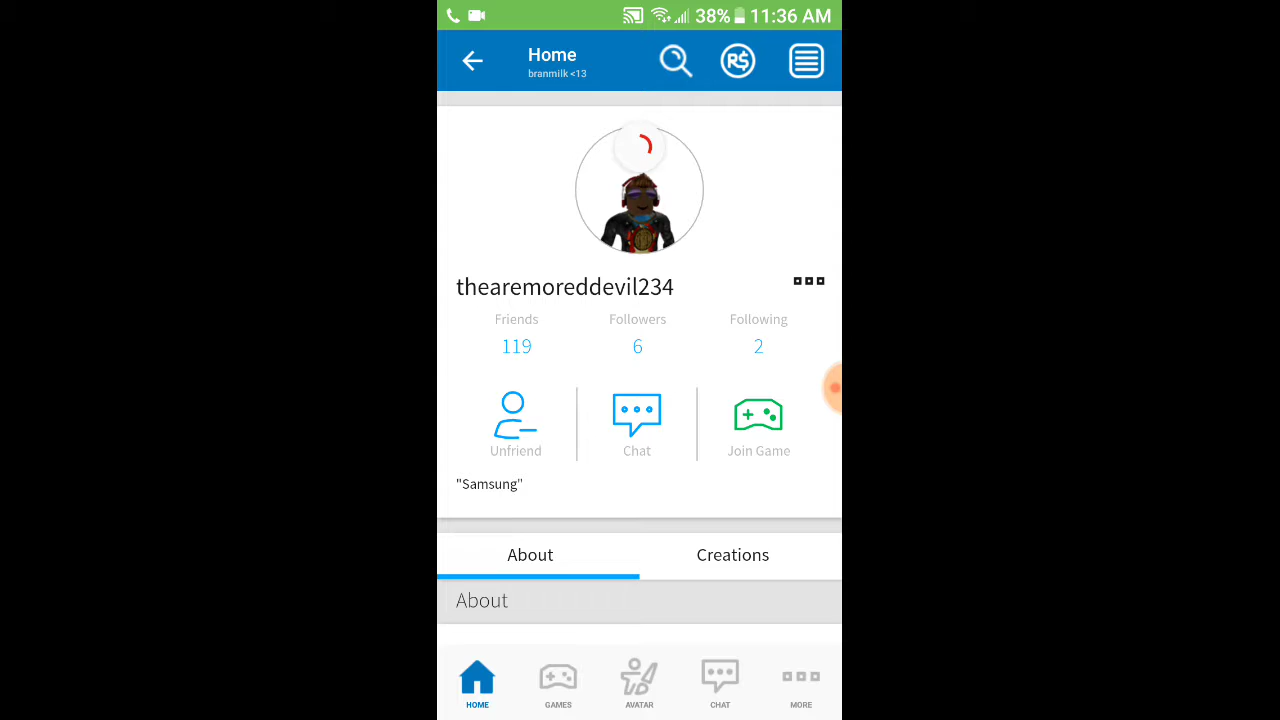 38% 11:36 AM
Home
branmilk <13
R$
thearemoreddevil234
Friends
Followers
Following
119
6
2
Unfriend
Chat
Join Game
"Samsung"
About
Creations
About
HOME
GAMES
AVATAR
CHAT
MORE